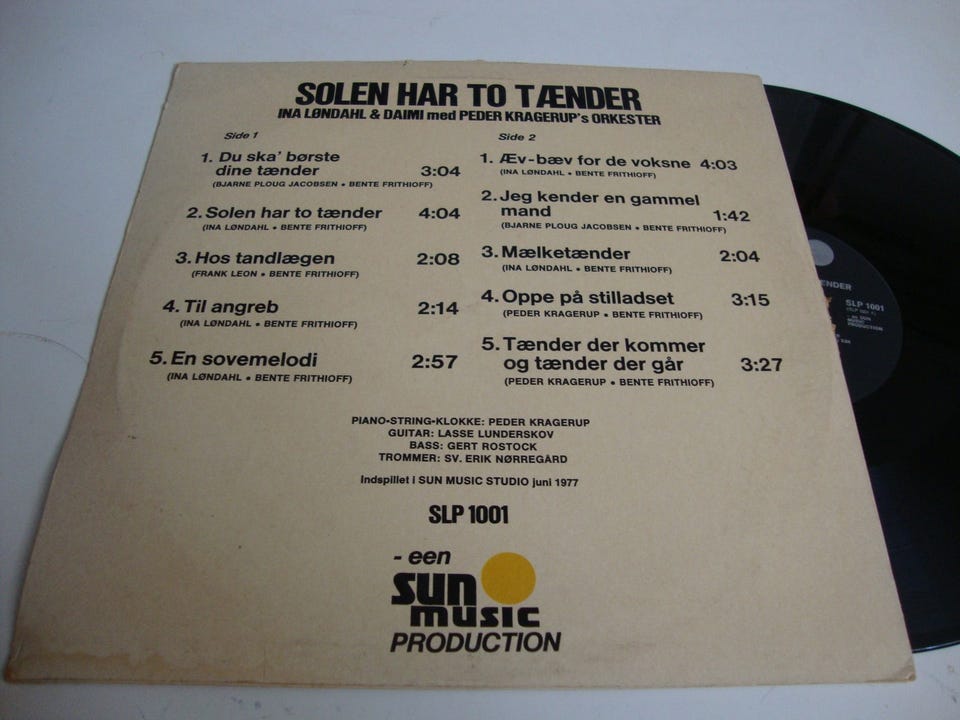 SOLEN HAR TO TÆNDER
INA LØNDAHL & DAIMI med PEDER KRAGERUP's ORKESTER
Side 1
1. Du ska' børste
dine tænder 3:04
(BJARNE PLOUG JACOBSEN • BENTE FRITHIOFF)
2. Solen har to tænder 4:04
(INA LØNDAHL • BENTE FRITHIOFF)
3. Hos tandlægen 2:08
(FRANK LEON • BENTE FRITHIOFF)
4. Til angreb 2:14
(INA LØNDAHL • BENTE FRITHIOFF)
5. En sovemelodi 2:57
(INA LØNDAHL • BENTE FRITHIOFF)
Side 2
1. Æv-bæv for de voksne 4:03
(INA LØNDAHL • BENTE FRITHIOFF)
2. Jeg kender en gammel
mand 1:42
(BJARNE PLOUG JACOBSEN • BENTE FRITHIOFF)
3. Mælketænder 2:04
(INA LØNDAHL • BENTE FRITHIOFF)
4. Oppe på stilladset 3:15
(PEDER KRAGERUP • BENTE FRITHIOFF)
5. Tænder der kommer
og tænder der går 3:27
(PEDER KRAGERUP • BENTE FRITHIOFF)
PIANO-STRING-KLOKKE: PEDER KRAGERUP
GUITAR: LASSE LUNDERSKOV
BASS: GERT ROSTOCK
TROMMER: SV. ERIK NØRREGÅRD
Indspillet i SUN MUSIC STUDIO juni 1977
SLP 1001
- een
sun
music
PRODUCTION
ÆNDER
SLP 1001
MUSIC
PRODUCTION